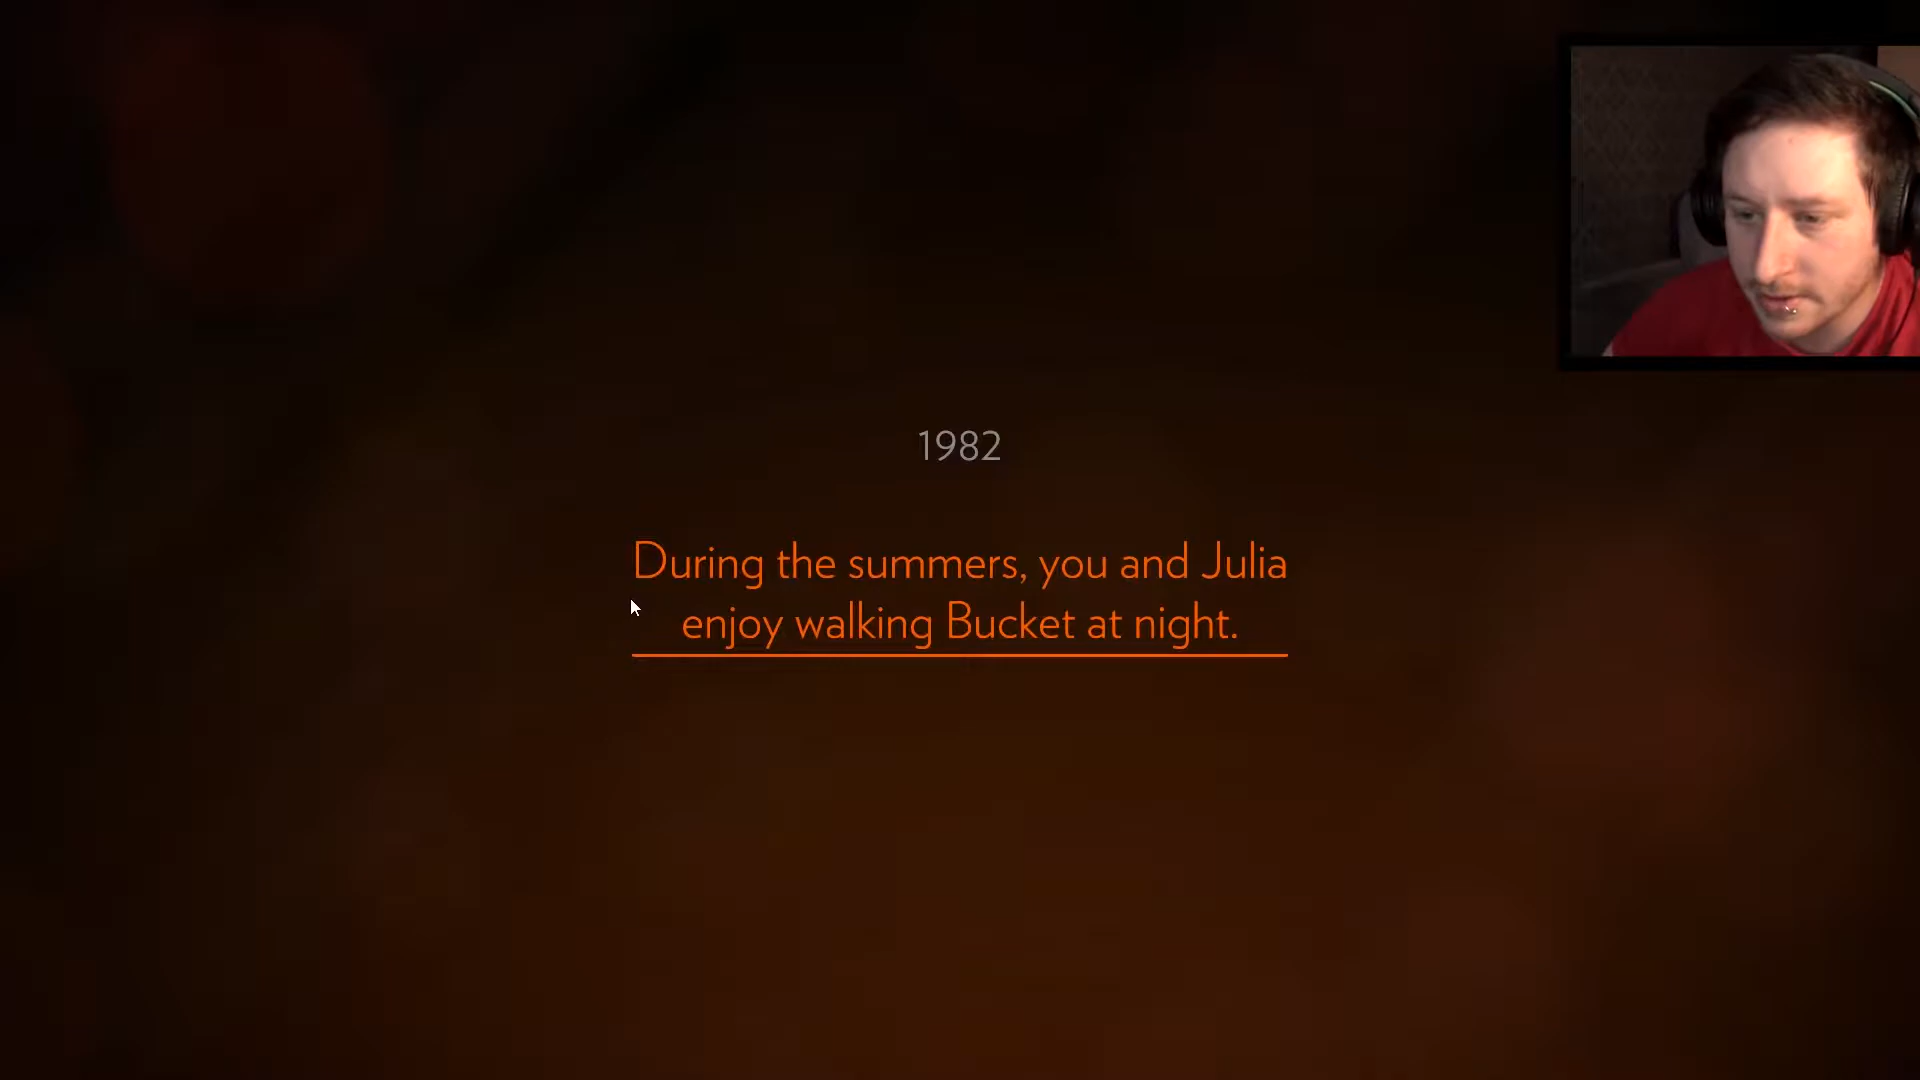 1982
During the summers, you and Julia
enjoy walking Bucket at night.